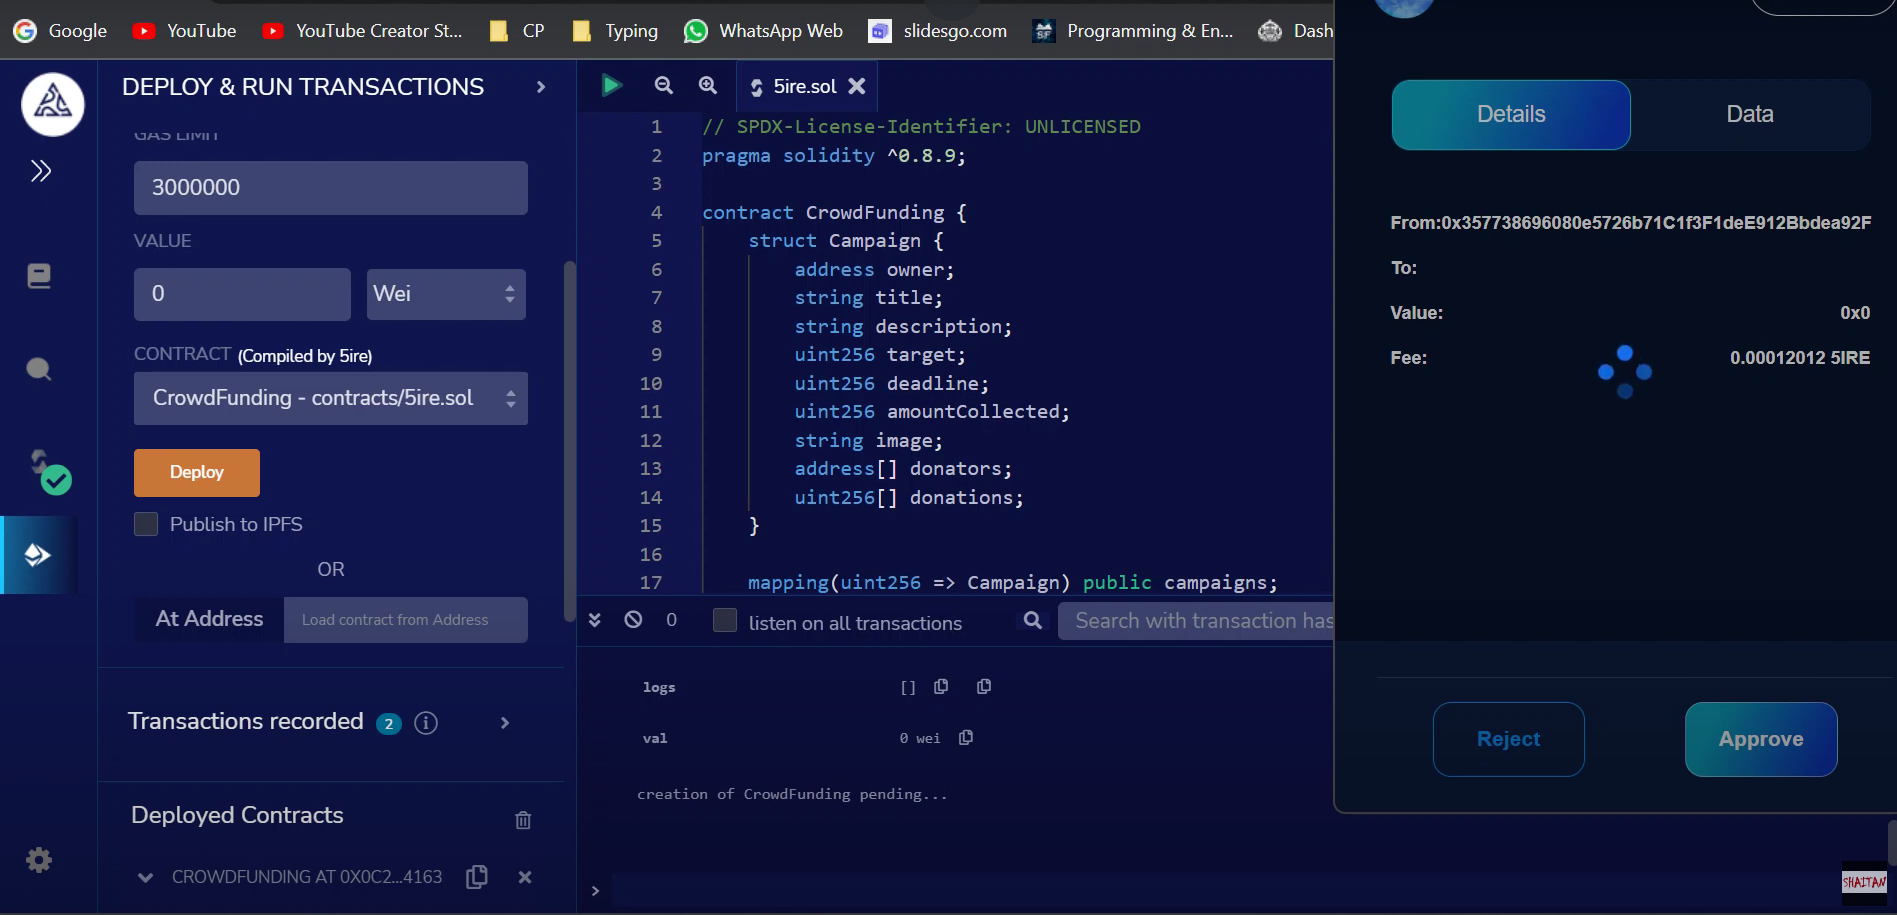 Google
YouTube
YouTube Creator St...
CP
Typing
WhatsApp Web
slidesgo.com
Programming & En...
Dash
DEPLOY & RUN TRANSACTIONS
GAS LIMIT
3000000
VALUE
0
Wei
CONTRACT (Compiled by 5ire)
CrowdFunding - contracts/5ire.sol
Deploy
Publish to IPFS
OR
At Address
Load contract from Address
Transactions recorded 2 i
Deployed Contracts
CROWDFUNDING AT 0X0C2...4163
5ire.sol
1 // SPDX-License-Identifier: UNLICENSED
2 pragma solidity ^0.8.9;
3
4 contract CrowdFunding {
5 struct Campaign {
6 address owner;
7 string title;
8 string description;
9 uint256 target;
10 uint256 deadline;
11 uint256 amountCollected;
12 string image;
13 address[] donators;
14 uint256[] donations;
15 }
16
17 mapping(uint256 => Campaign) public campaigns;
0
listen on all transactions
Search with transaction has
logs []
val 0 wei
creation of CrowdFunding pending...
>
Details
Data
From:0x357738696080e5726b71C1f3F1deE912Bbdea92F
To:
Value: 0x0
Fee: 0.00012012 5IRE
Reject
Approve
SHAITAN